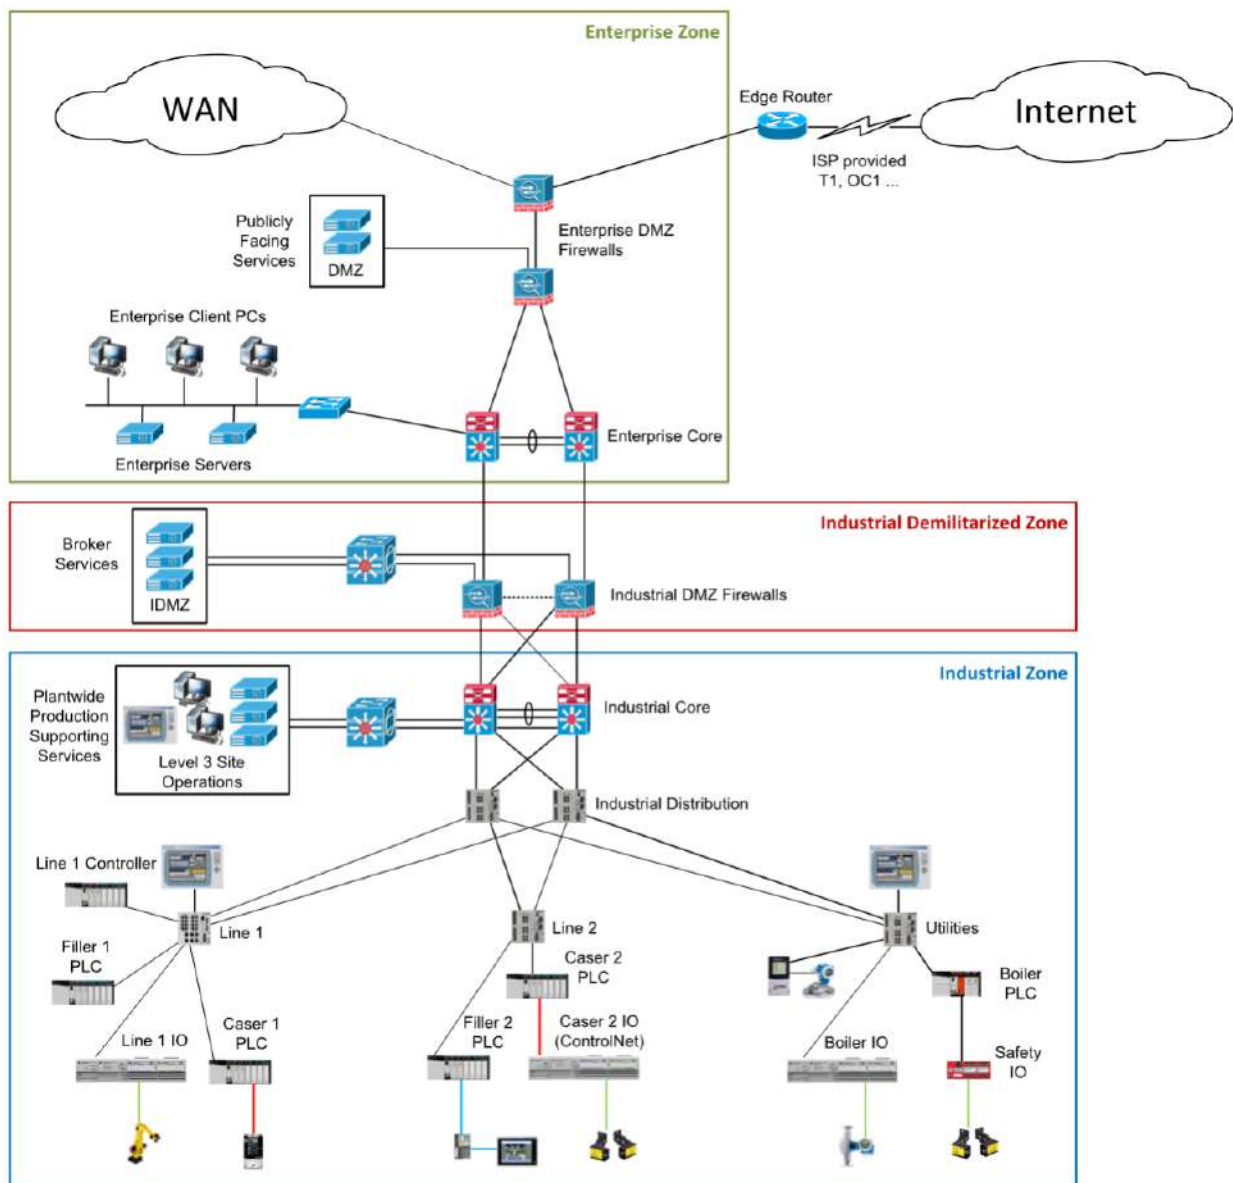 Enterprise Zone
WAN
Edge Router
Internet
ISP provided
T1, OC1 ...
Publicly
Facing
Services
DMZ
Enterprise DMZ
Firewalls
Enterprise Client PCs
Enterprise Core
Enterprise Servers
Industrial Demilitarized Zone
Broker
Services
IDMZ
Industrial DMZ Firewalls
Industrial Zone
Plantwide
Production
Supporting
Services
Level 3 Site
Operations
Industrial Core
Industrial Distribution
Line 1 Controller
Line 1
Line 2
Utilities
Filler 1
PLC
Caser 2
PLC
Boiler
PLC
Line 1 IO
Caser 1
PLC
Filler 2
PLC
Caser 2 IO
(ControlNet)
Boiler IO
Safety
IO